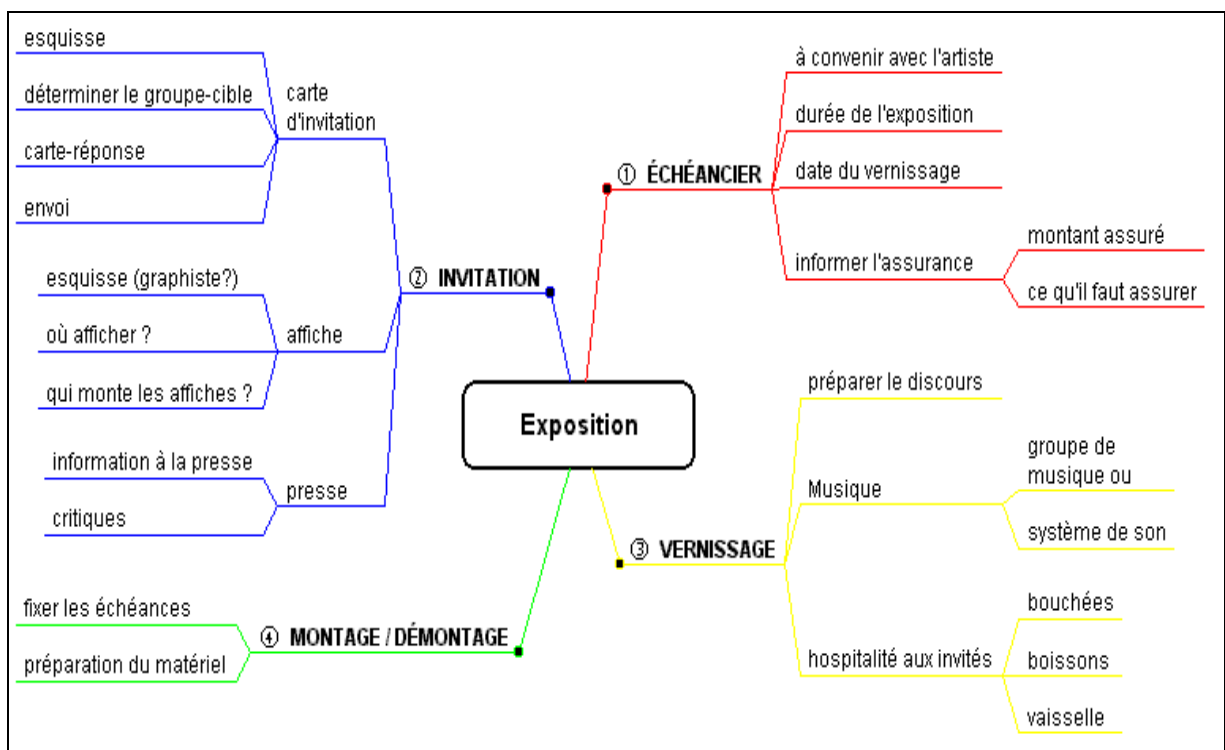 Exposition
① ÉCHÉANCIER
à convenir avec l'artiste
durée de l'exposition
date du vernissage
informer l'assurance
montant assuré
ce qu'il faut assurer
② INVITATION
carte
d'invitation
esquisse
déterminer le groupe-cible
carte-réponse
envoi
affiche
esquisse (graphiste?)
où afficher ?
qui monte les affiches ?
presse
information à la presse
critiques
③ VERNISSAGE
préparer le discours
Musique
groupe de
musique ou
système de son
hospitalité aux invités
bouchées
boissons
vaisselle
④ MONTAGE / DÉMONTAGE
fixer les échéances
préparation du matériel